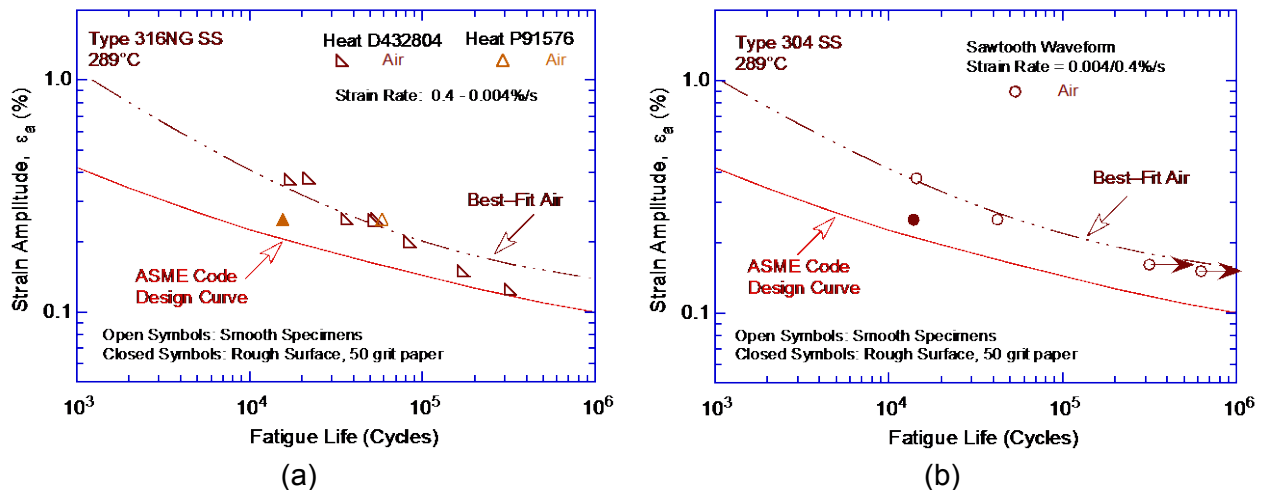 Type 316NG SS
289°C
Heat D432804
Air
Heat P91576
Air
Strain Rate: 0.4 - 0.004%/s
Best–Fit Air
ASME Code
Design Curve
Open Symbols: Smooth Specimens
Closed Symbols: Rough Surface, 50 grit paper
Strain Amplitude, εa (%)
1.0
0.1
10³
10⁴
10⁵
10⁶
Fatigue Life (Cycles)
(a)
Type 304 SS
289°C
Sawtooth Waveform
Strain Rate = 0.004/0.4%/s
Air
Best–Fit Air
ASME Code
Design Curve
Open Symbols: Smooth Specimens
Closed Symbols: Rough Surface, 50 grit paper
Strain Amplitude, εa (%)
1.0
0.1
10³
10⁴
10⁵
10⁶
Fatigue Life (Cycles)
(b)